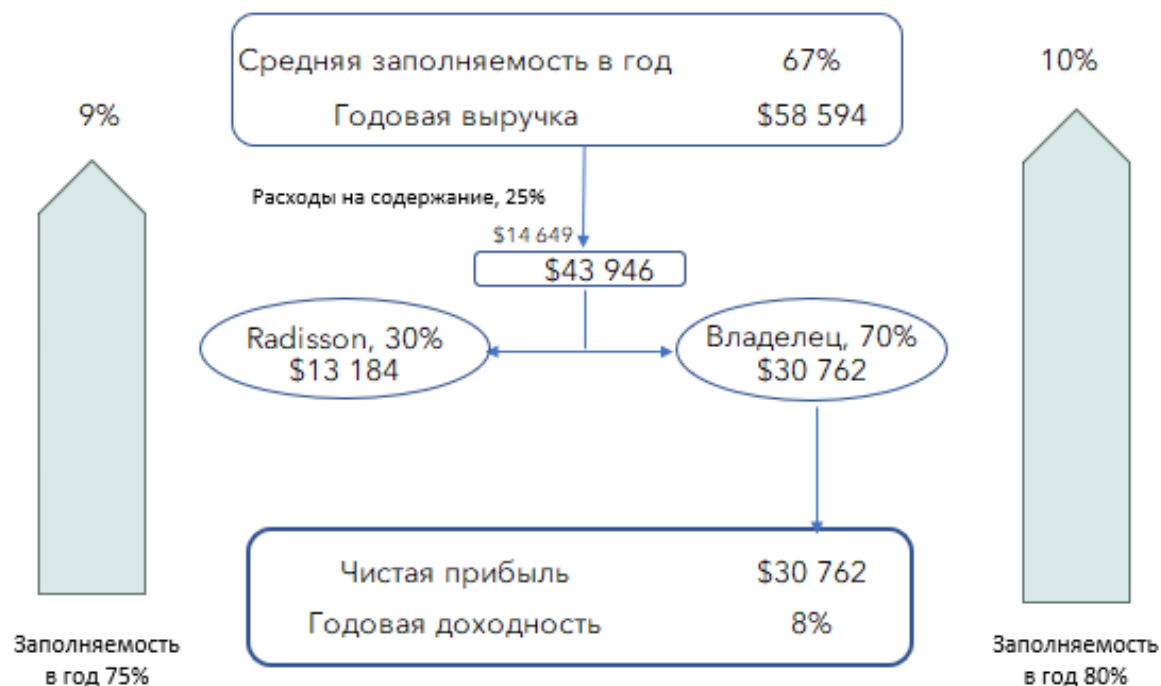 Средняя заполняемость в год 67%
Годовая выручка $58 594
9%
10%
Расходы на содержание, 25%
$14 649
$43 946
Radisson, 30%
$13 184
Владелец, 70%
$30 762
Чистая прибыль $30 762
Годовая доходность 8%
Заполняемость
в год 75%
Заполняемость
в год 80%